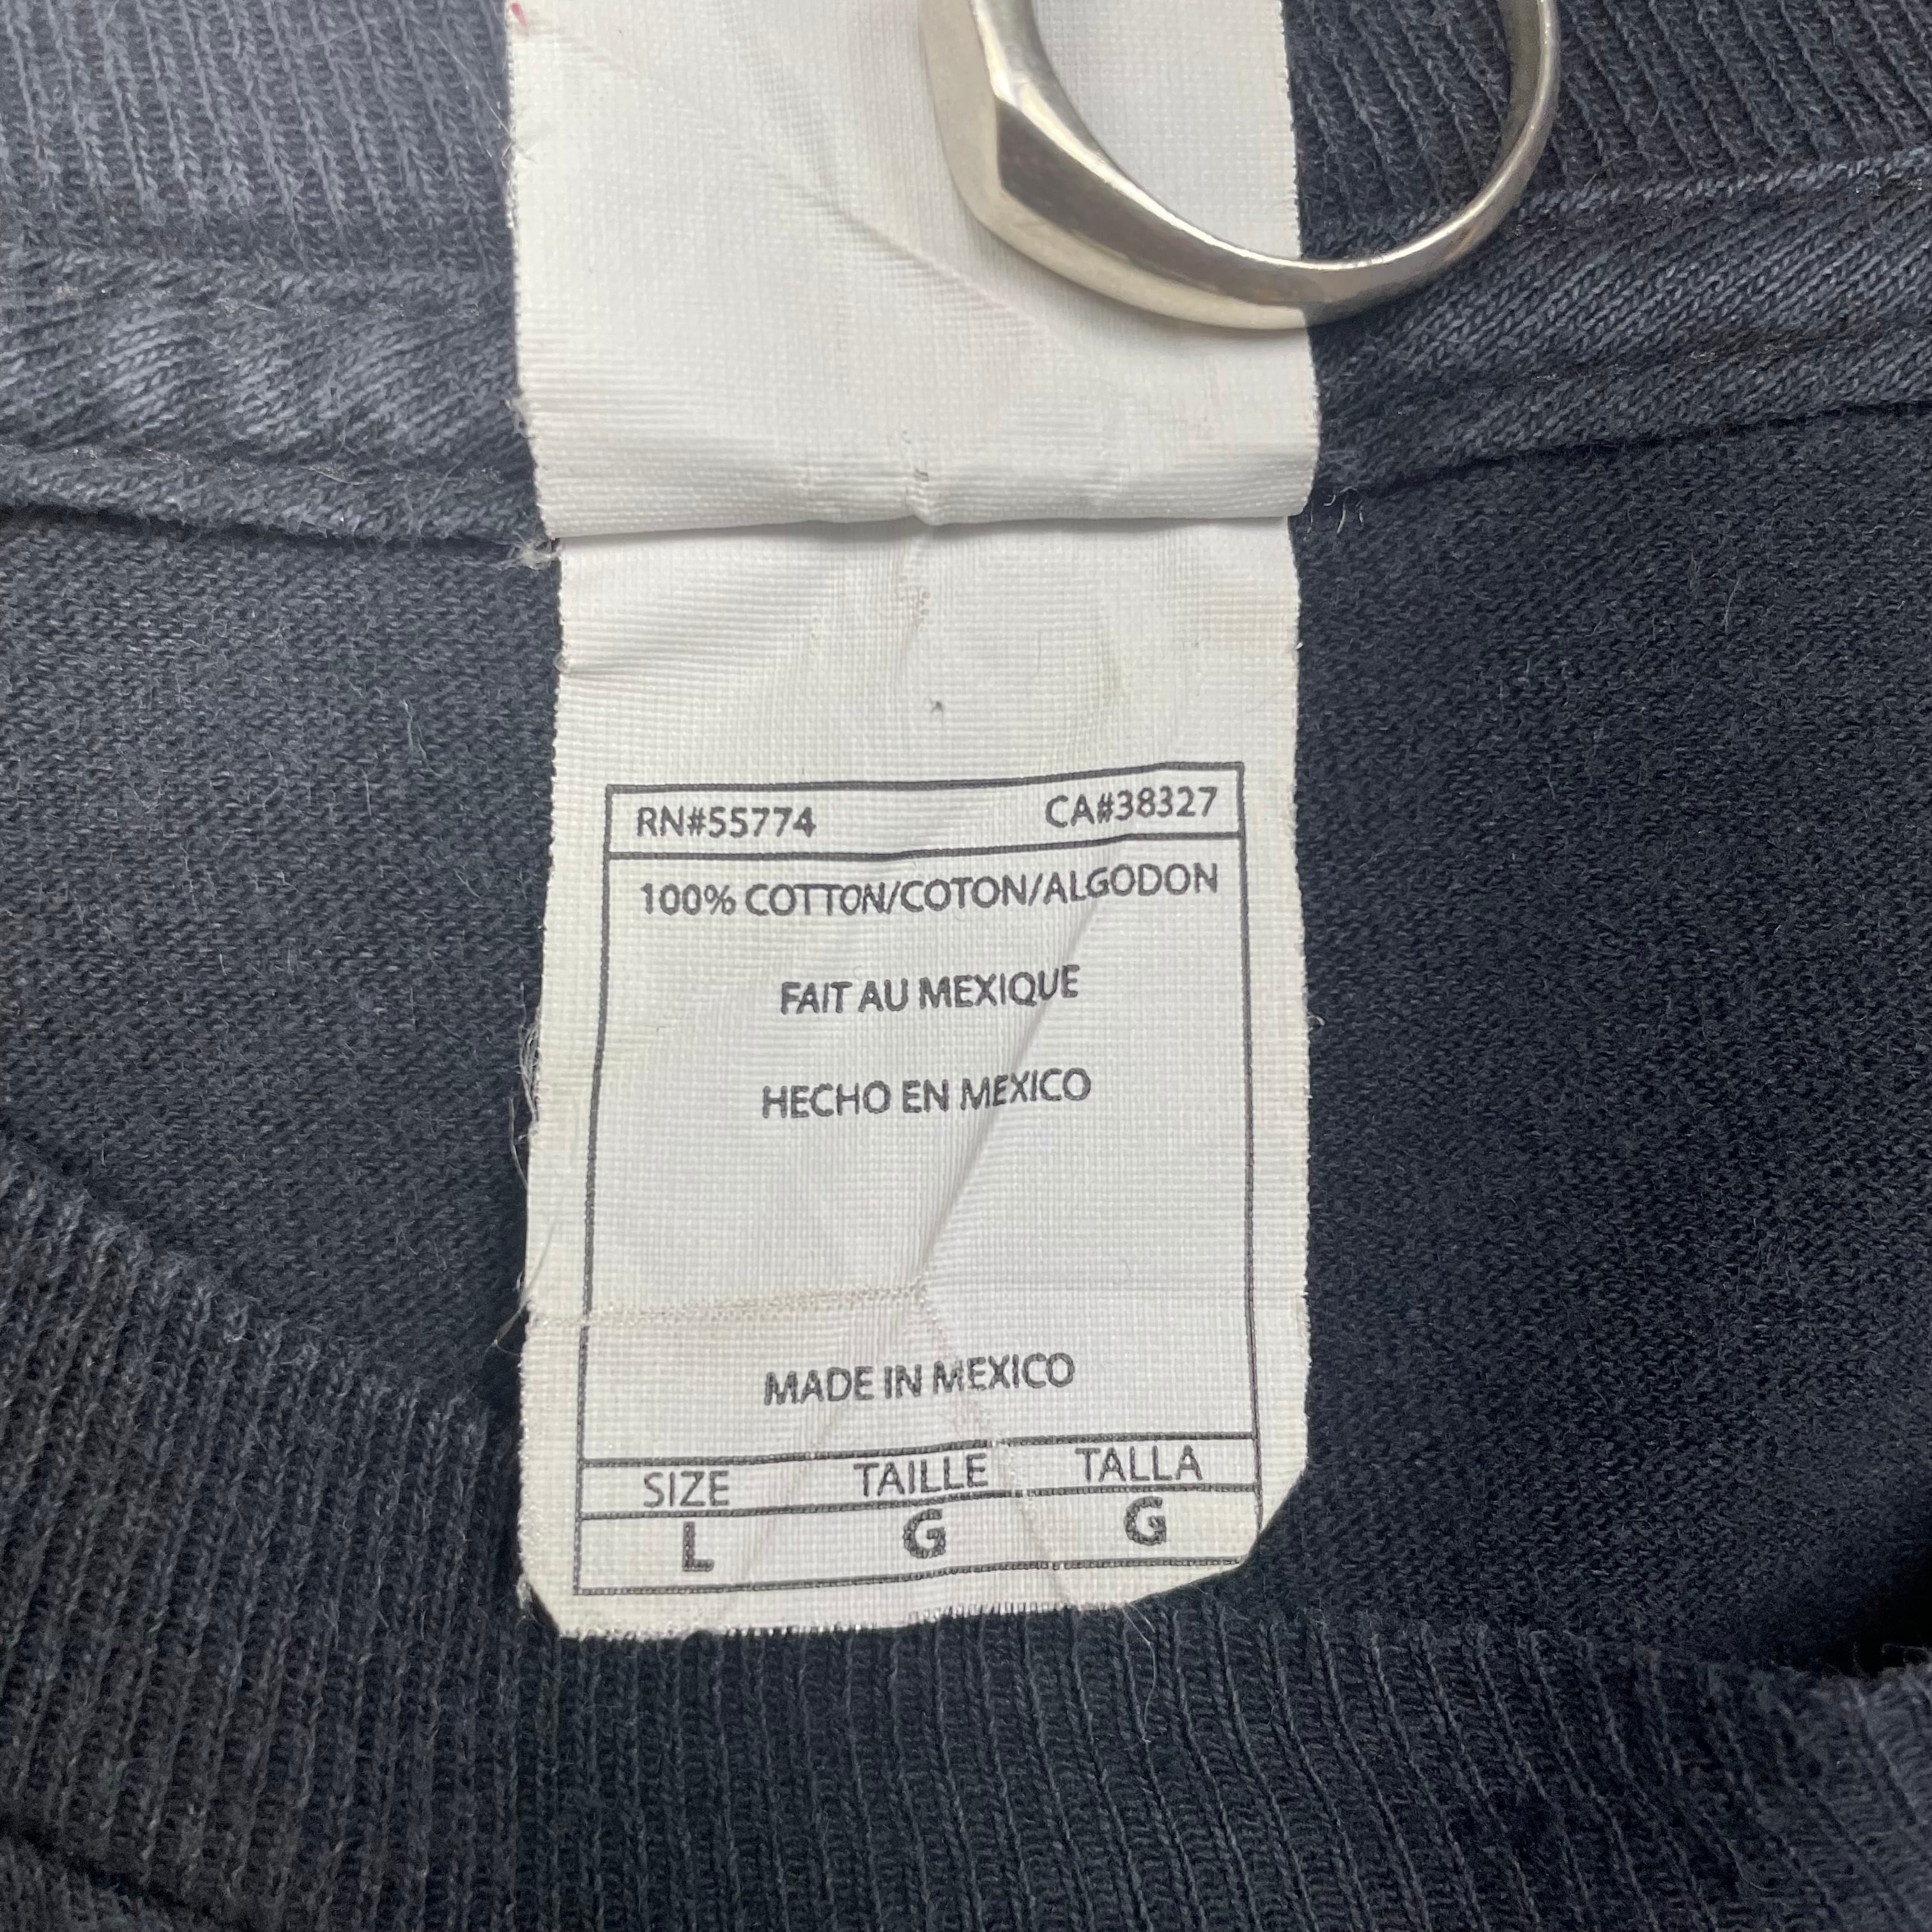 RN#55774 CA#38327
100% COTTON/COTON/ALGODON
FAIT AU MEXIQUE
HECHO EN MEXICO
MADE IN MEXICO
SIZE TAILLE TALLA
L G G